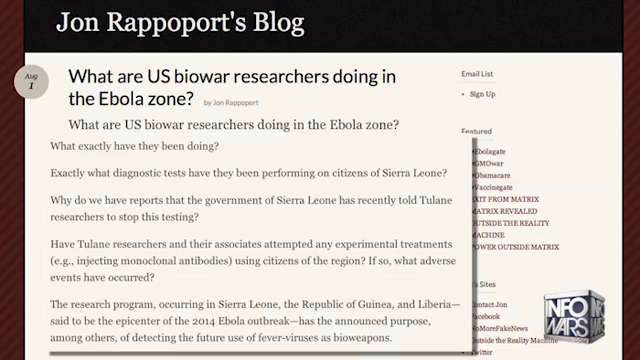 Jon Rappoport's Blog
Aug
1
What are US biowar researchers doing in
the Ebola zone? by Jon Rappoport
What are US biowar researchers doing in the Ebola zone?
What exactly have they been doing?
Exactly what diagnostic tests have they been performing on citizens of Sierra Leone?
Why do we have reports that the government of Sierra Leone has recently told Tulane
researchers to stop this testing?
Have Tulane researchers and their associates attempted any experimental treatments
(e.g., injecting monoclonal antibodies) using citizens of the region? If so, what adverse
events have occurred?
The research program, occurring in Sierra Leone, the Republic of Guinea, and Liberia—
said to be the epicenter of the 2014 Ebola outbreak—has the announced purpose,
among others, of detecting the future use of fever-viruses as bioweapons.
Email List
Sign Up
Featured
#Ebolagate
#GMOwar
#Obamacare
#Vaccinegate
EXIT FROM MATRIX
MATRIX REVEALED
OUTSIDE THE REALITY
MACHINE
POWER OUTSIDE MATRIX
's Sites
Contact Jon
Facebook
NoMoreFakeNews
Outside the Reality Machine
Twitter
INFO
WARS